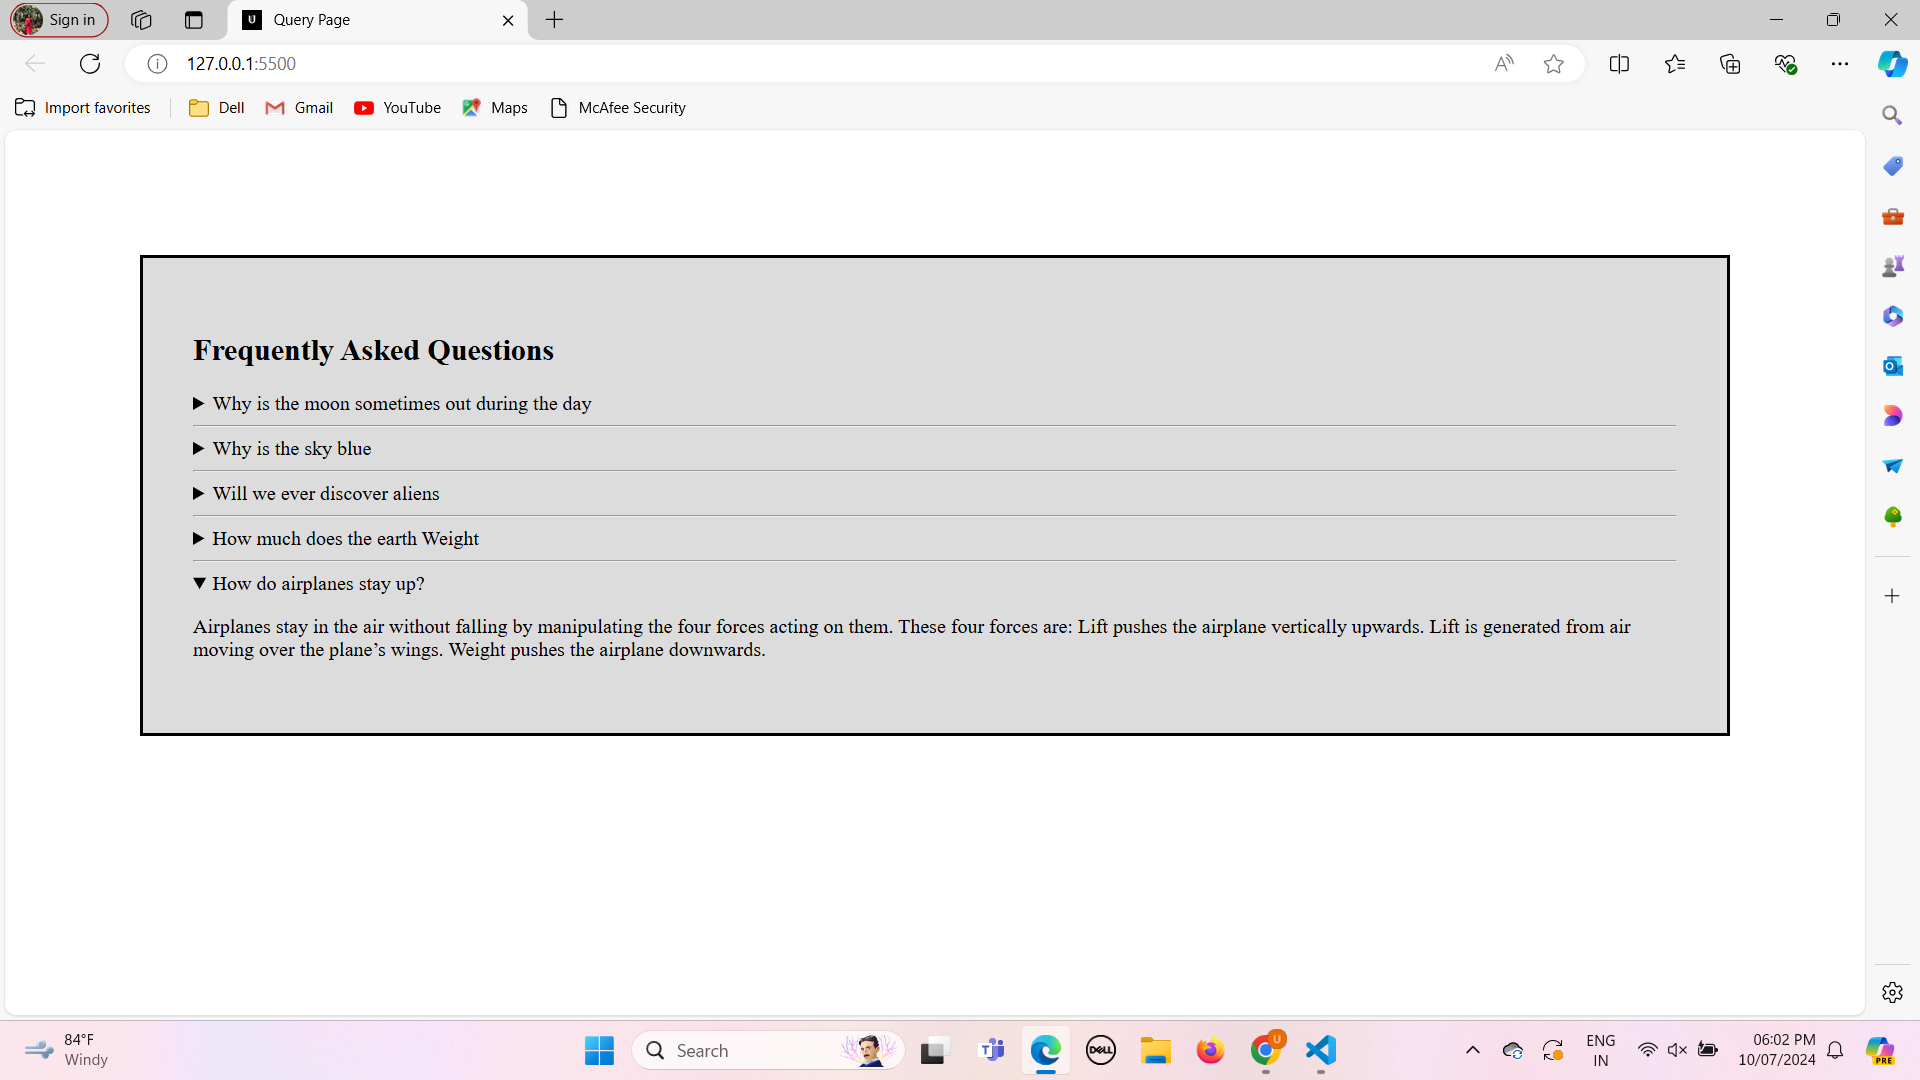 Sign in
U
Query Page
127.0.0.1:5500
A
Import favorites
Dell
Gmail
YouTube
Maps
McAfee Security
Frequently Asked Questions
Why is the moon sometimes out during the day
Why is the sky blue
Will we ever discover aliens
How much does the earth Weight
How do airplanes stay up?
Airplanes stay in the air without falling by manipulating the four forces acting on them. These four forces are: Lift pushes the airplane vertically upwards. Lift is generated from air
moving over the plane’s wings. Weight pushes the airplane downwards.
84°F
Windy
Search
DELL
U
ENG
IN
06:02 PM
10/07/2024
PRE